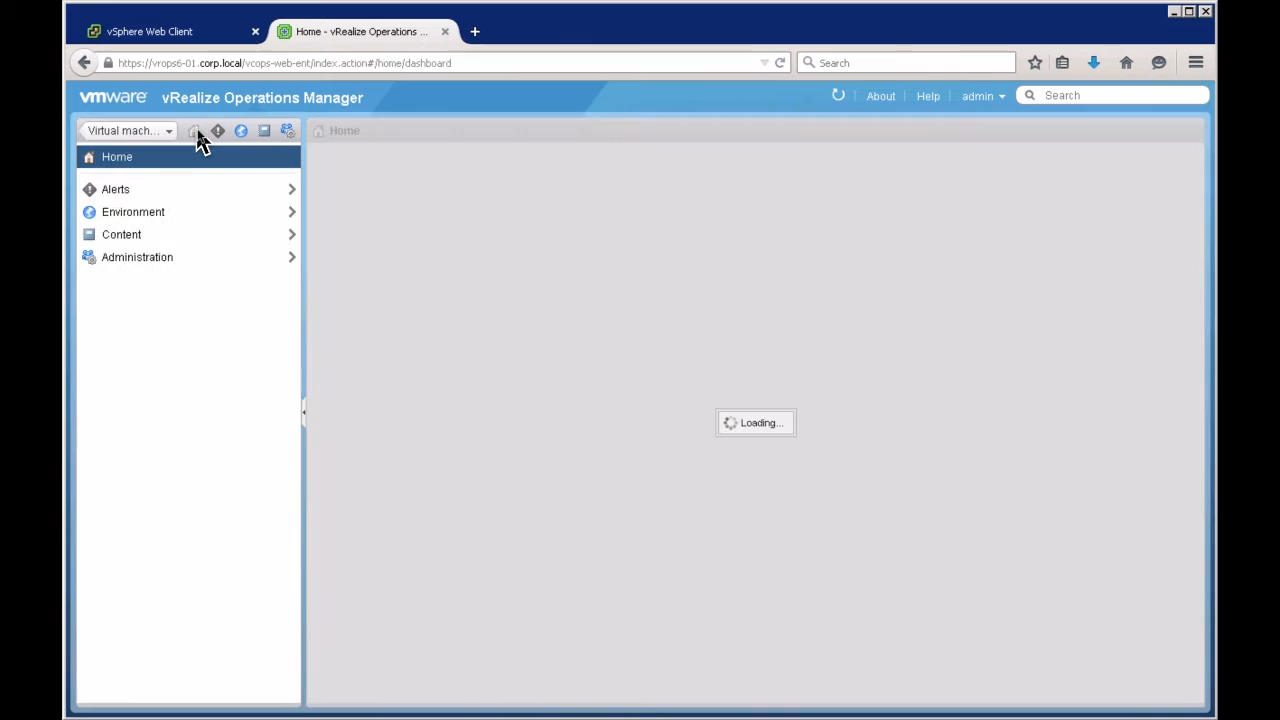 vSphere Web Client
Home - vRealize Operations ...
https://vrops6-01.corp.local/vcops-web-ent/index.action#/home/dashboard
Search
vmware vRealize Operations Manager
About Help admin Search
Virtual mach...
Home
Home
Alerts
Environment
Content
Administration
Loading...